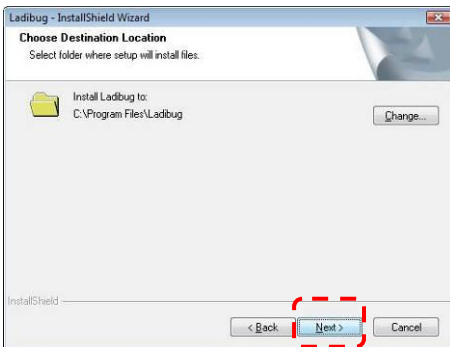 Ladibug - InstallShield Wizard
Choose Destination Location
Select folder where setup will install files.
Install Ladibug to:
C:\Program Files\Ladibug
Change...
InstallShield
< Back
Next >
Cancel